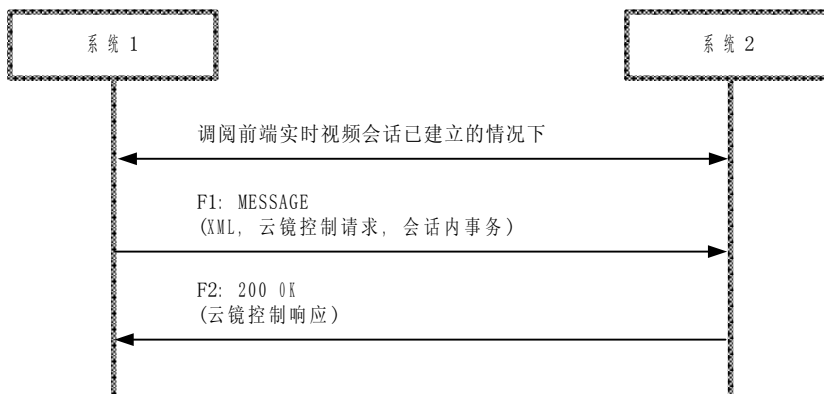 系统1
系统2
调阅前端实时视频会话已建立的情况下
F1: MESSAGE
(XML, 云镜控制请求, 会话内事务)
F2: 200 OK
(云镜控制响应)